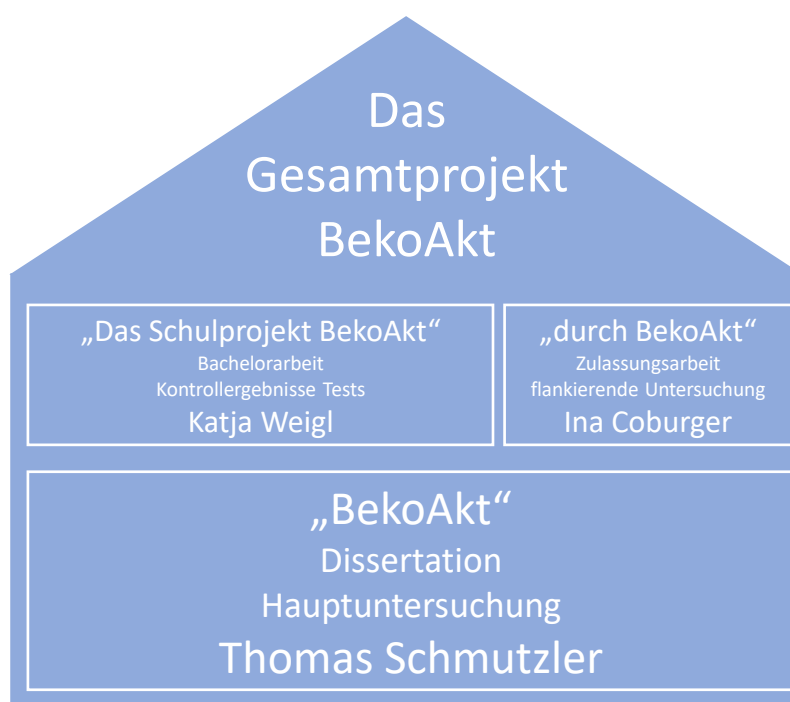 Das
Gesamtprojekt
BekoAkt
„Das Schulprojekt BekoAkt“
Bachelorarbeit
Kontrollergebnisse Tests
Katja Weigl
„durch BekoAkt“
Zulassungsarbeit
flankierende Untersuchung
Ina Coburger
„BekoAkt“
Dissertation
Hauptuntersuchung
Thomas Schmutzler